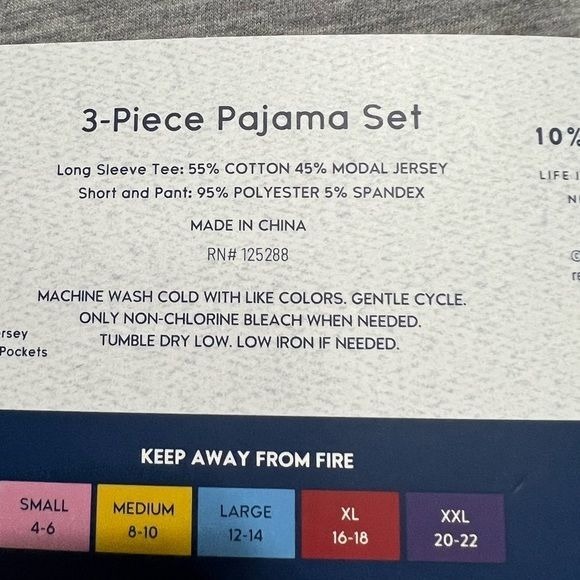 3-Piece Pajama Set
Long Sleeve Tee: 55% COTTON 45% MODAL JERSEY
Short and Pant: 95% POLYESTER 5% SPANDEX
MADE IN CHINA
RN# 125288
MACHINE WASH COLD WITH LIKE COLORS. GENTLE CYCLE.
ONLY NON-CHLORINE BLEACH WHEN NEEDED.
TUMBLE DRY LOW. LOW IRON IF NEEDED.
Pockets
10%
LIFE
KEEP AWAY FROM FIRE
SMALL
4-6
MEDIUM
8-10
LARGE
12-14
XL
16-18
XXL
20-22